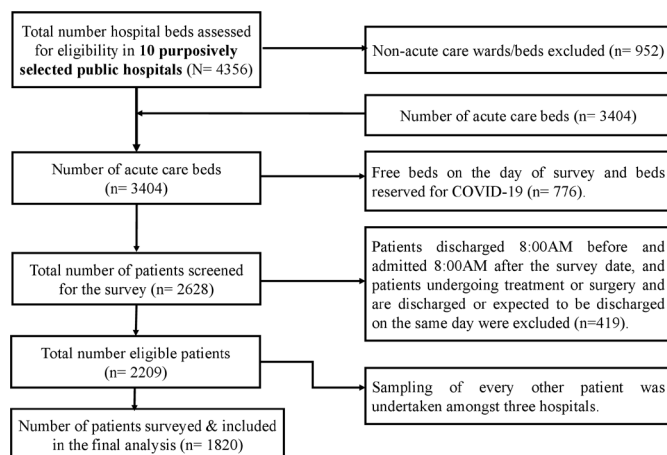 Total number hospital beds assessed
for eligibility in 10 purposively
selected public hospitals (N= 4356)
Non-acute care wards/beds excluded (n= 952)
Number of acute care beds (n= 3404)
Number of acute care beds
(n= 3404)
Free beds on the day of survey and beds
reserved for COVID-19 (n= 776).
Total number of patients screened
for the survey (n= 2628)
Patients discharged 8:00AM before and
admitted 8:00AM after the survey date, and
patients undergoing treatment or surgery and
are discharged or expected to be discharged
on the same day were excluded (n=419).
Total number eligible patients
(n= 2209)
Sampling of every other patient was
undertaken amongst three hospitals.
Number of patients surveyed & included
in the final analysis (n= 1820)